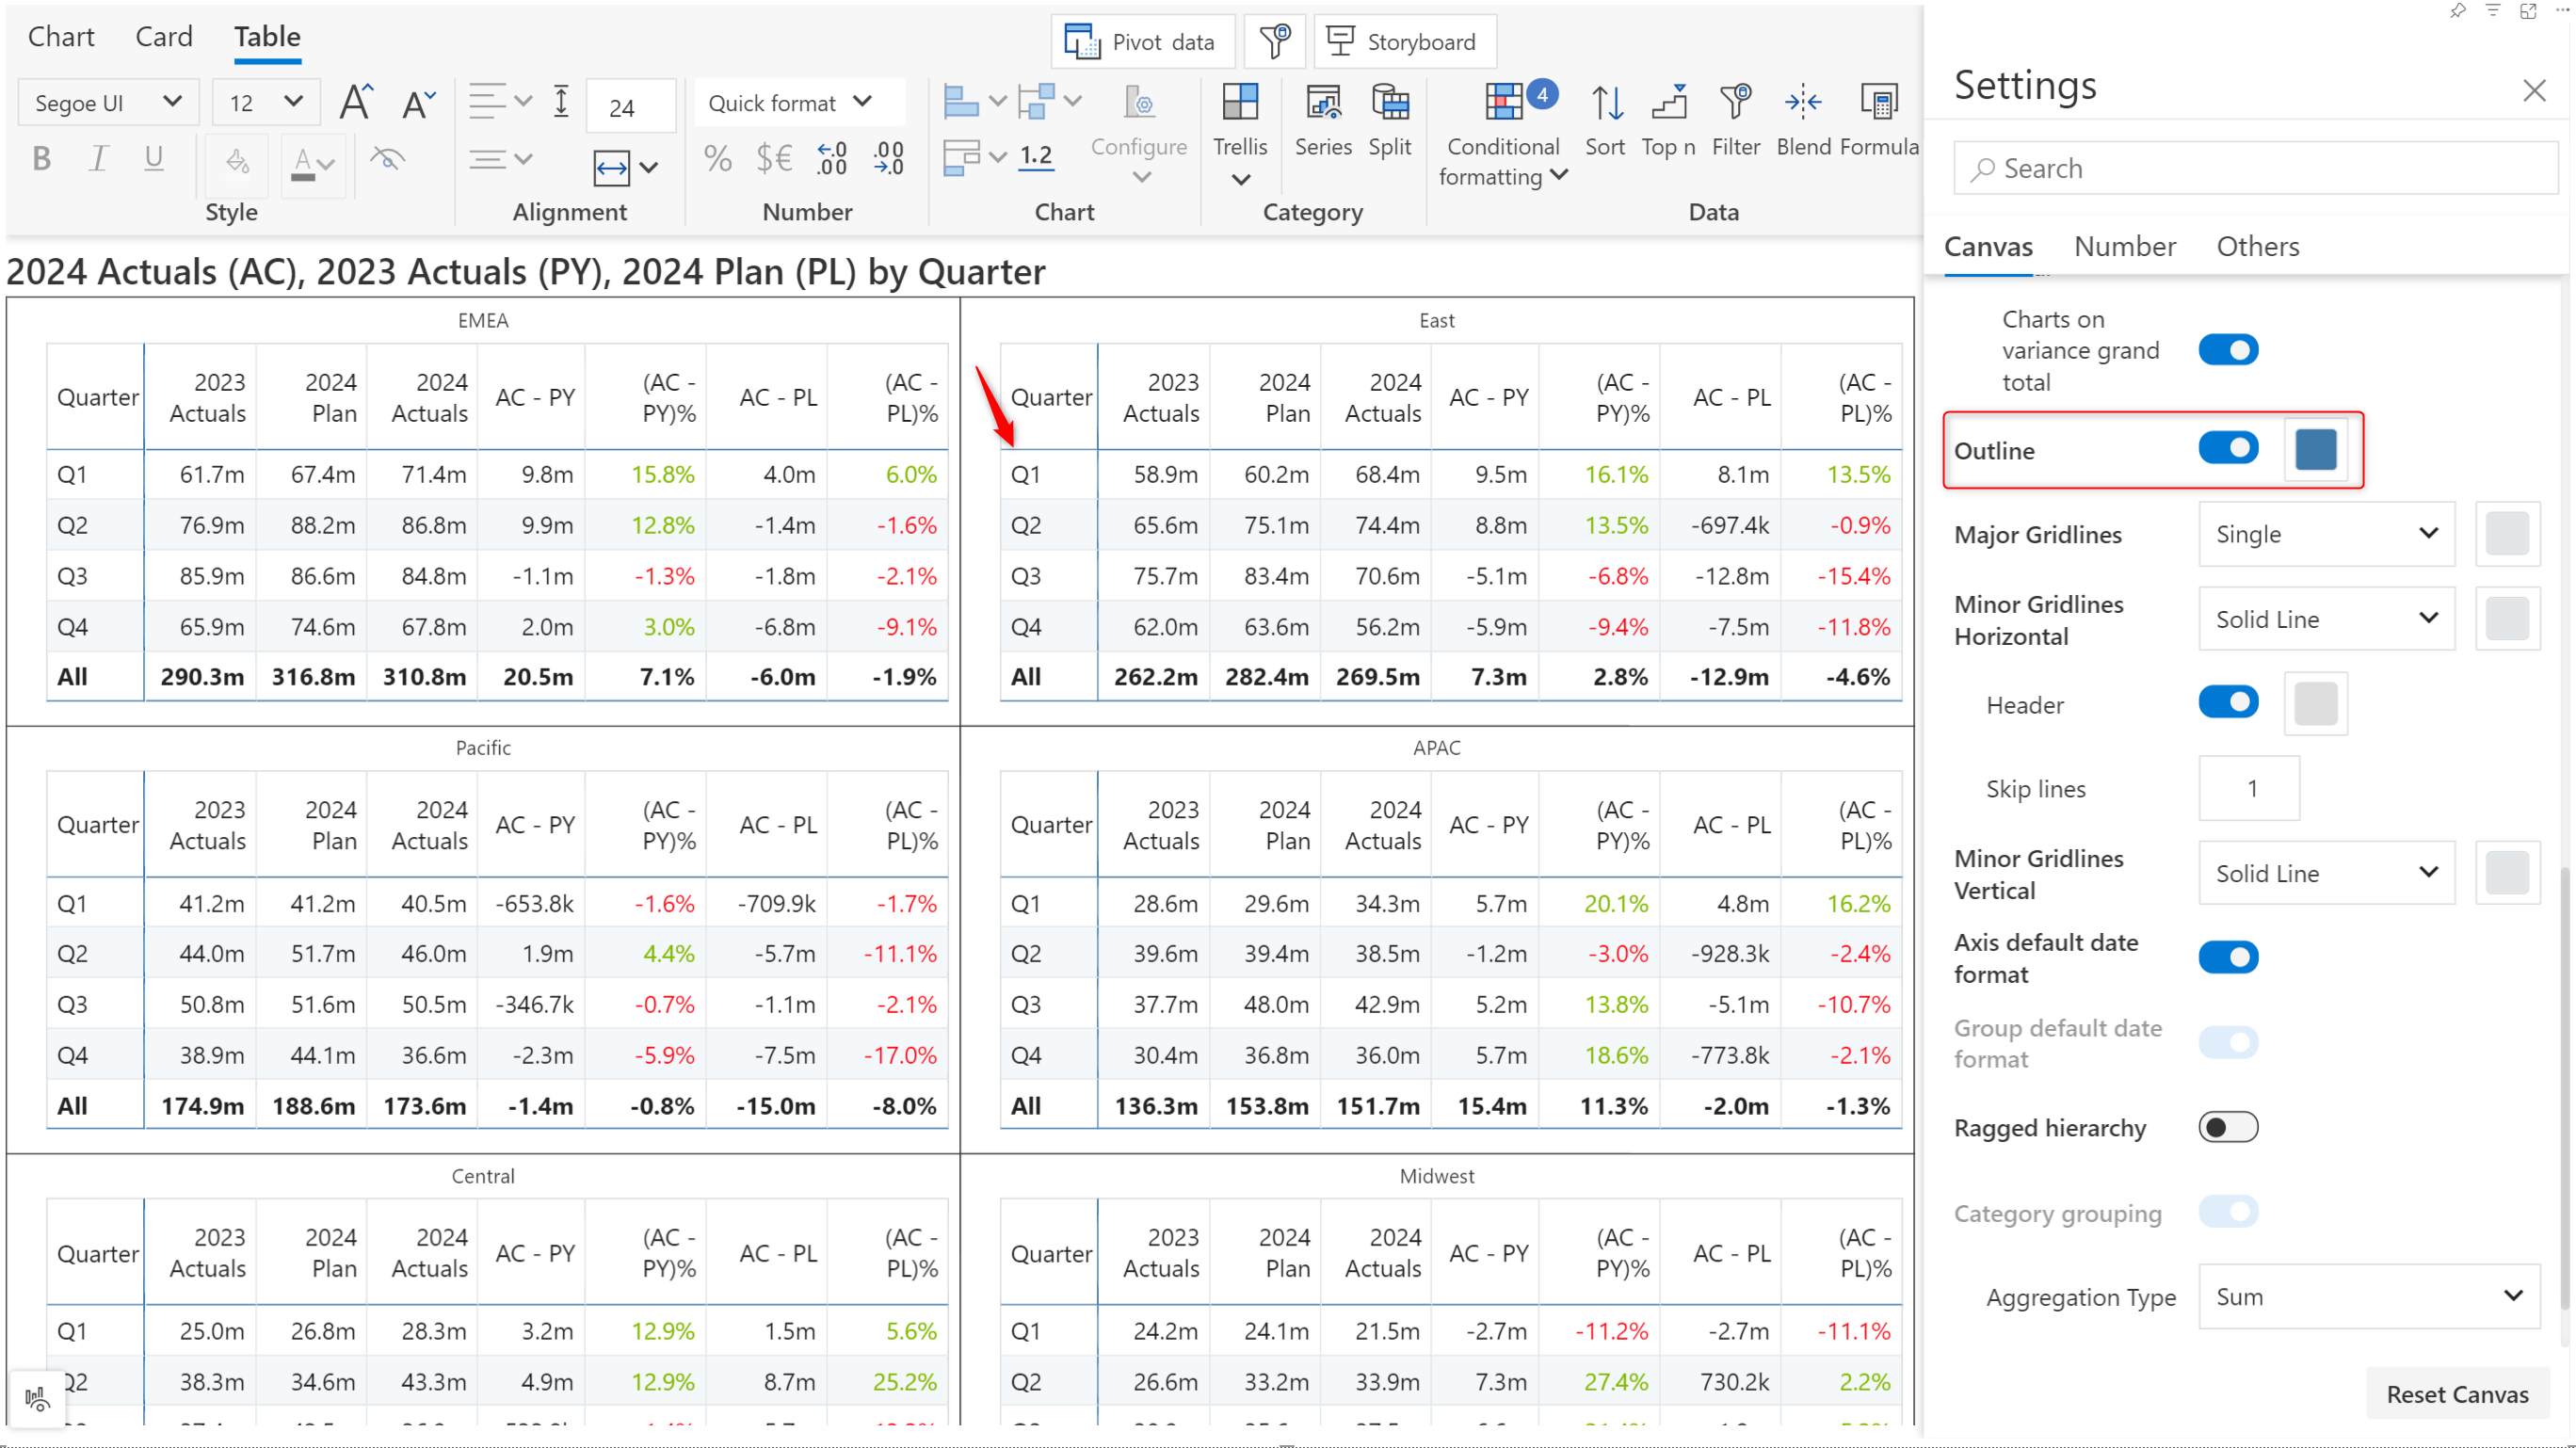 Chart Card Table
Pivot data Storyboard
Segoe UI 12 A A 24 Quick format 4
B I U A % $€ .0 .00 .00 .0 1.2 Configure Trellis Series Split Conditional formatting Sort Top n Filter Blend Formula
Style Alignment Number Chart Category Data
2024 Actuals (AC), 2023 Actuals (PY), 2024 Plan (PL) by Quarter
EMEA
Quarter 2023 Actuals 2024 Plan 2024 Actuals AC - PY (AC - PY)% AC - PL (AC - PL)%
Q1 61.7m 67.4m 71.4m 9.8m 15.8% 4.0m 6.0%
Q2 76.9m 88.2m 86.8m 9.9m 12.8% -1.4m -1.6%
Q3 85.9m 86.6m 84.8m -1.1m -1.3% -1.8m -2.1%
Q4 65.9m 74.6m 67.8m 2.0m 3.0% -6.8m -9.1%
All 290.3m 316.8m 310.8m 20.5m 7.1% -6.0m -1.9%
East
Quarter 2023 Actuals 2024 Plan 2024 Actuals AC - PY (AC - PY)% AC - PL (AC - PL)%
Q1 58.9m 60.2m 68.4m 9.5m 16.1% 8.1m 13.5%
Q2 65.6m 75.1m 74.4m 8.8m 13.5% -697.4k -0.9%
Q3 75.7m 83.4m 70.6m -5.1m -6.8% -12.8m -15.4%
Q4 62.0m 63.6m 56.2m -5.9m -9.4% -7.5m -11.8%
All 262.2m 282.4m 269.5m 7.3m 2.8% -12.9m -4.6%
Pacific
Quarter 2023 Actuals 2024 Plan 2024 Actuals AC - PY (AC - PY)% AC - PL (AC - PL)%
Q1 41.2m 41.2m 40.5m -653.8k -1.6% -709.9k -1.7%
Q2 44.0m 51.7m 46.0m 1.9m 4.4% -5.7m -11.1%
Q3 50.8m 51.6m 50.5m -346.7k -0.7% -1.1m -2.1%
Q4 38.9m 44.1m 36.6m -2.3m -5.9% -7.5m -17.0%
All 174.9m 188.6m 173.6m -1.4m -0.8% -15.0m -8.0%
APAC
Quarter 2023 Actuals 2024 Plan 2024 Actuals AC - PY (AC - PY)% AC - PL (AC - PL)%
Q1 28.6m 29.6m 34.3m 5.7m 20.1% 4.8m 16.2%
Q2 39.6m 39.4m 38.5m -1.2m -3.0% -928.3k -2.4%
Q3 37.7m 48.0m 42.9m 5.2m 13.8% -5.1m -10.7%
Q4 30.4m 36.8m 36.0m 5.7m 18.6% -773.8k -2.1%
All 136.3m 153.8m 151.7m 15.4m 11.3% -2.0m -1.3%
Central
Quarter 2023 Actuals 2024 Plan 2024 Actuals AC - PY (AC - PY)% AC - PL (AC - PL)%
Q1 25.0m 26.8m 28.3m 3.2m 12.9% 1.5m 5.6%
Q2 38.3m 34.6m 43.3m 4.9m 12.9% 8.7m 25.2%
Midwest
Quarter 2023 Actuals 2024 Plan 2024 Actuals AC - PY (AC - PY)% AC - PL (AC - PL)%
Q1 24.2m 24.1m 21.5m -2.7m -11.2% -2.7m -11.1%
Q2 26.6m 33.2m 33.9m 7.3m 27.4% 730.2k 2.2%
Settings
Search
Canvas Number Others
Charts on
variance grand
total
Outline
Major Gridlines Single
Minor Gridlines
Horizontal Solid Line
Header
Skip lines 1
Minor Gridlines
Vertical Solid Line
Axis default date
format
Group default date
format
Ragged hierarchy
Category grouping
Aggregation Type Sum
Reset Canvas